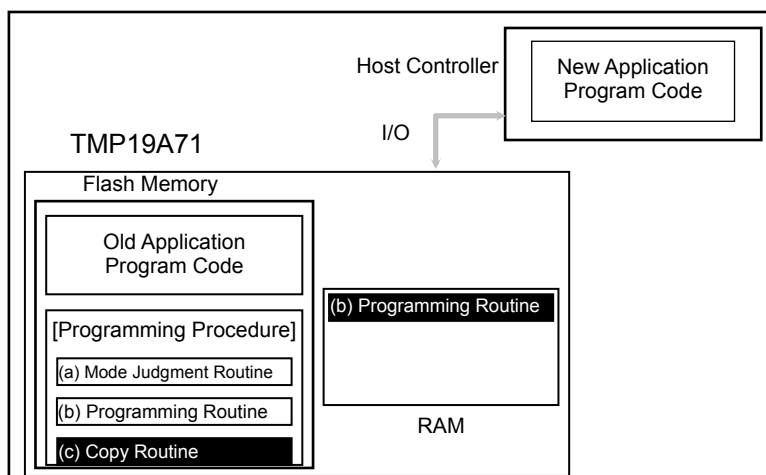 Host Controller
New Application
Program Code
I/O
TMP19A71
Flash Memory
Old Application
Program Code
[Programming Procedure]
(a) Mode Judgment Routine
(b) Programming Routine
(c) Copy Routine
(b) Programming Routine
RAM